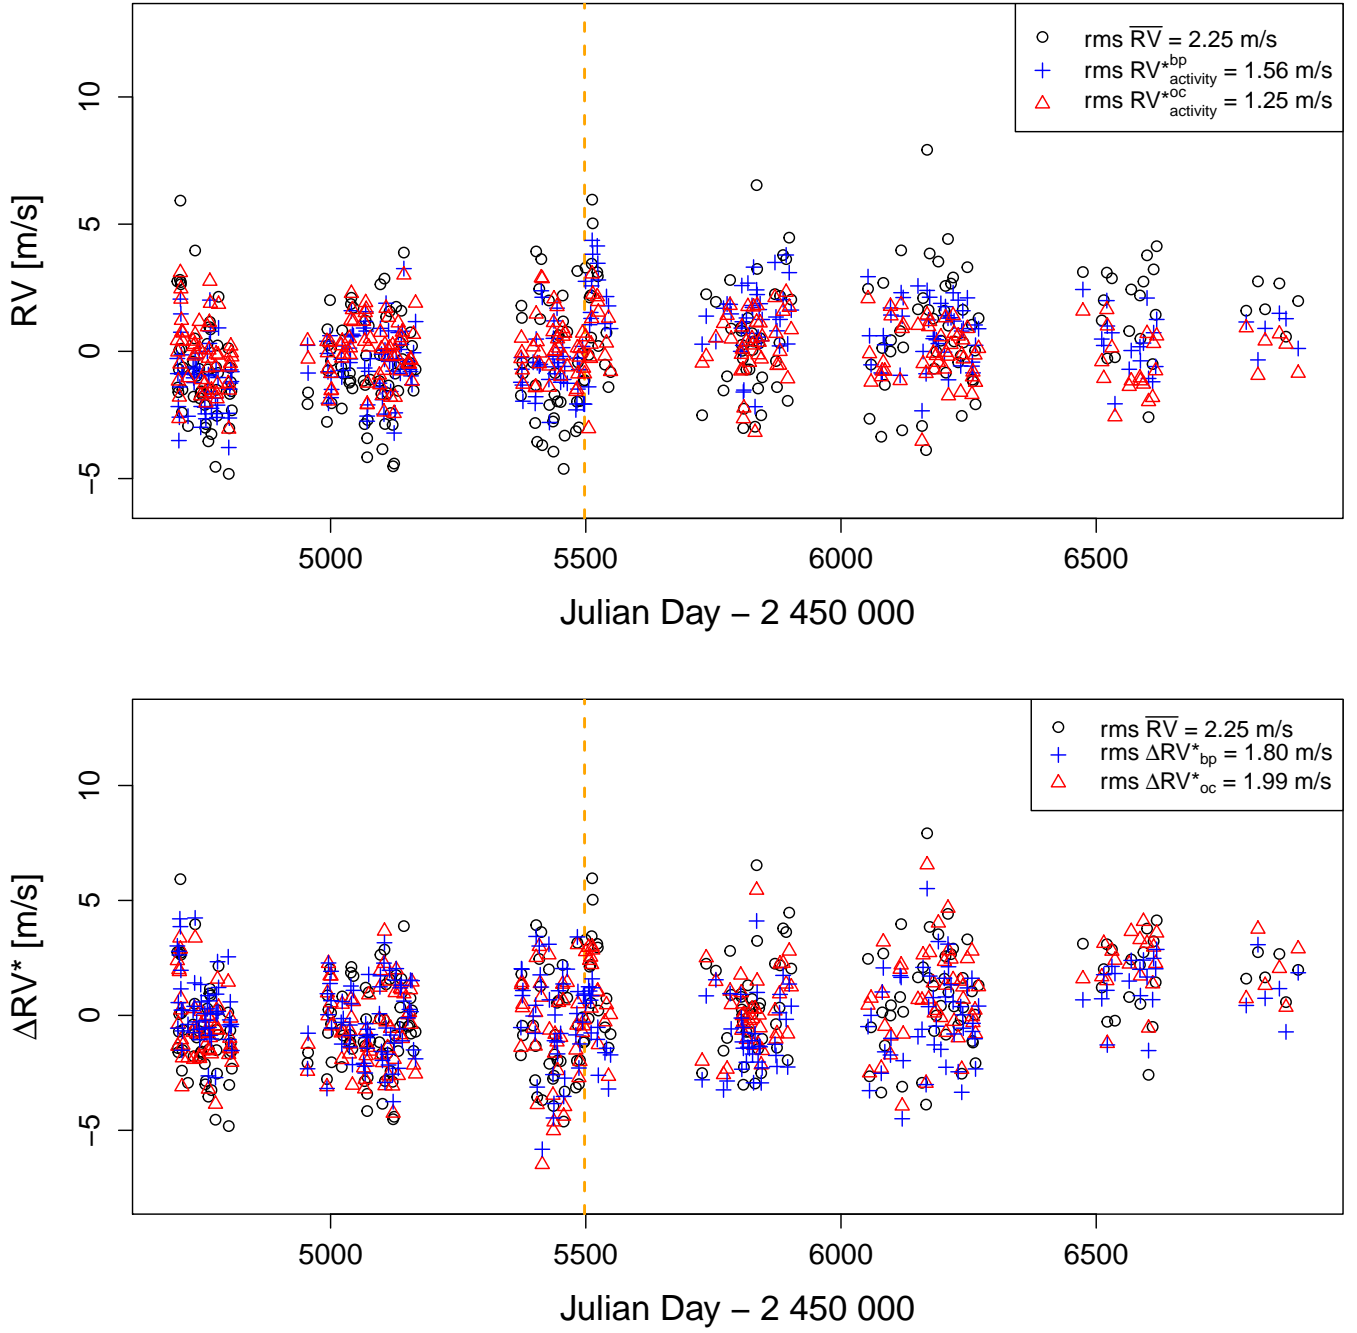 rms RV = 2.25 m/s
rms RV*bp activity = 1.56 m/s
rms RV*oc activity = 1.25 m/s
RV [m/s]
10
5
0
−5
5000 5500 6000 6500
Julian Day − 2 450 000
rms RV = 2.25 m/s
rms ΔRV*bp = 1.80 m/s
rms ΔRV*oc = 1.99 m/s
ΔRV* [m/s]
10
5
0
−5
5000 5500 6000 6500
Julian Day − 2 450 000